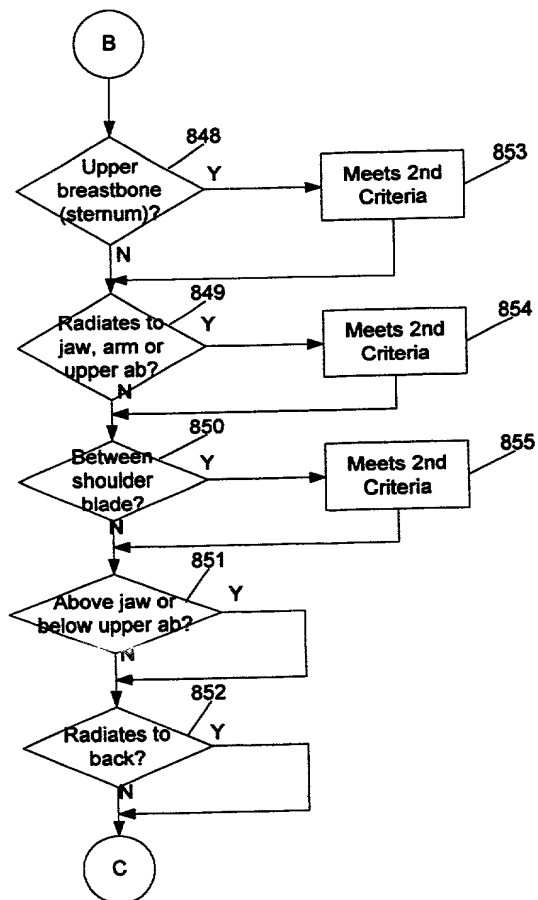 B
848
Upper
breastbone
(sternum)?
Y
853
Meets 2nd
Criteria
N
849
Radiates to
jaw, arm or
upper ab?
Y
854
Meets 2nd
Criteria
N
850
Between
shoulder
blade?
Y
855
Meets 2nd
Criteria
N
851
Above jaw or
below upper ab?
Y
N
852
Radiates to
back?
Y
N
C